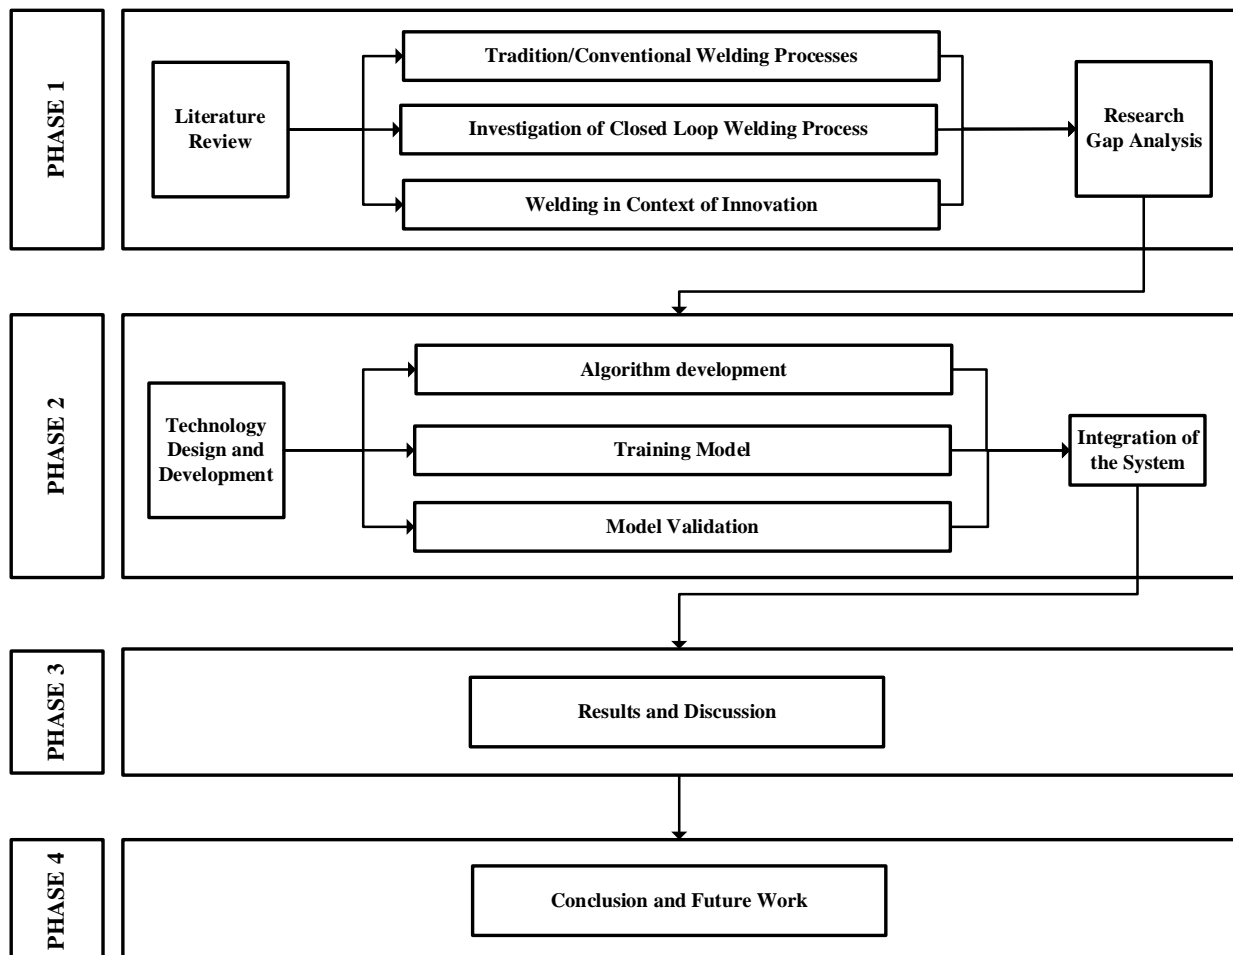 PHASE 1
Literature
Review
Tradition/Conventional Welding Processes
Investigation of Closed Loop Welding Process
Welding in Context of Innovation
Research
Gap Analysis
PHASE 2
Technology
Design and
Development
Algorithm development
Training Model
Model Validation
Integration of
the System
PHASE 3
Results and Discussion
PHASE 4
Conclusion and Future Work